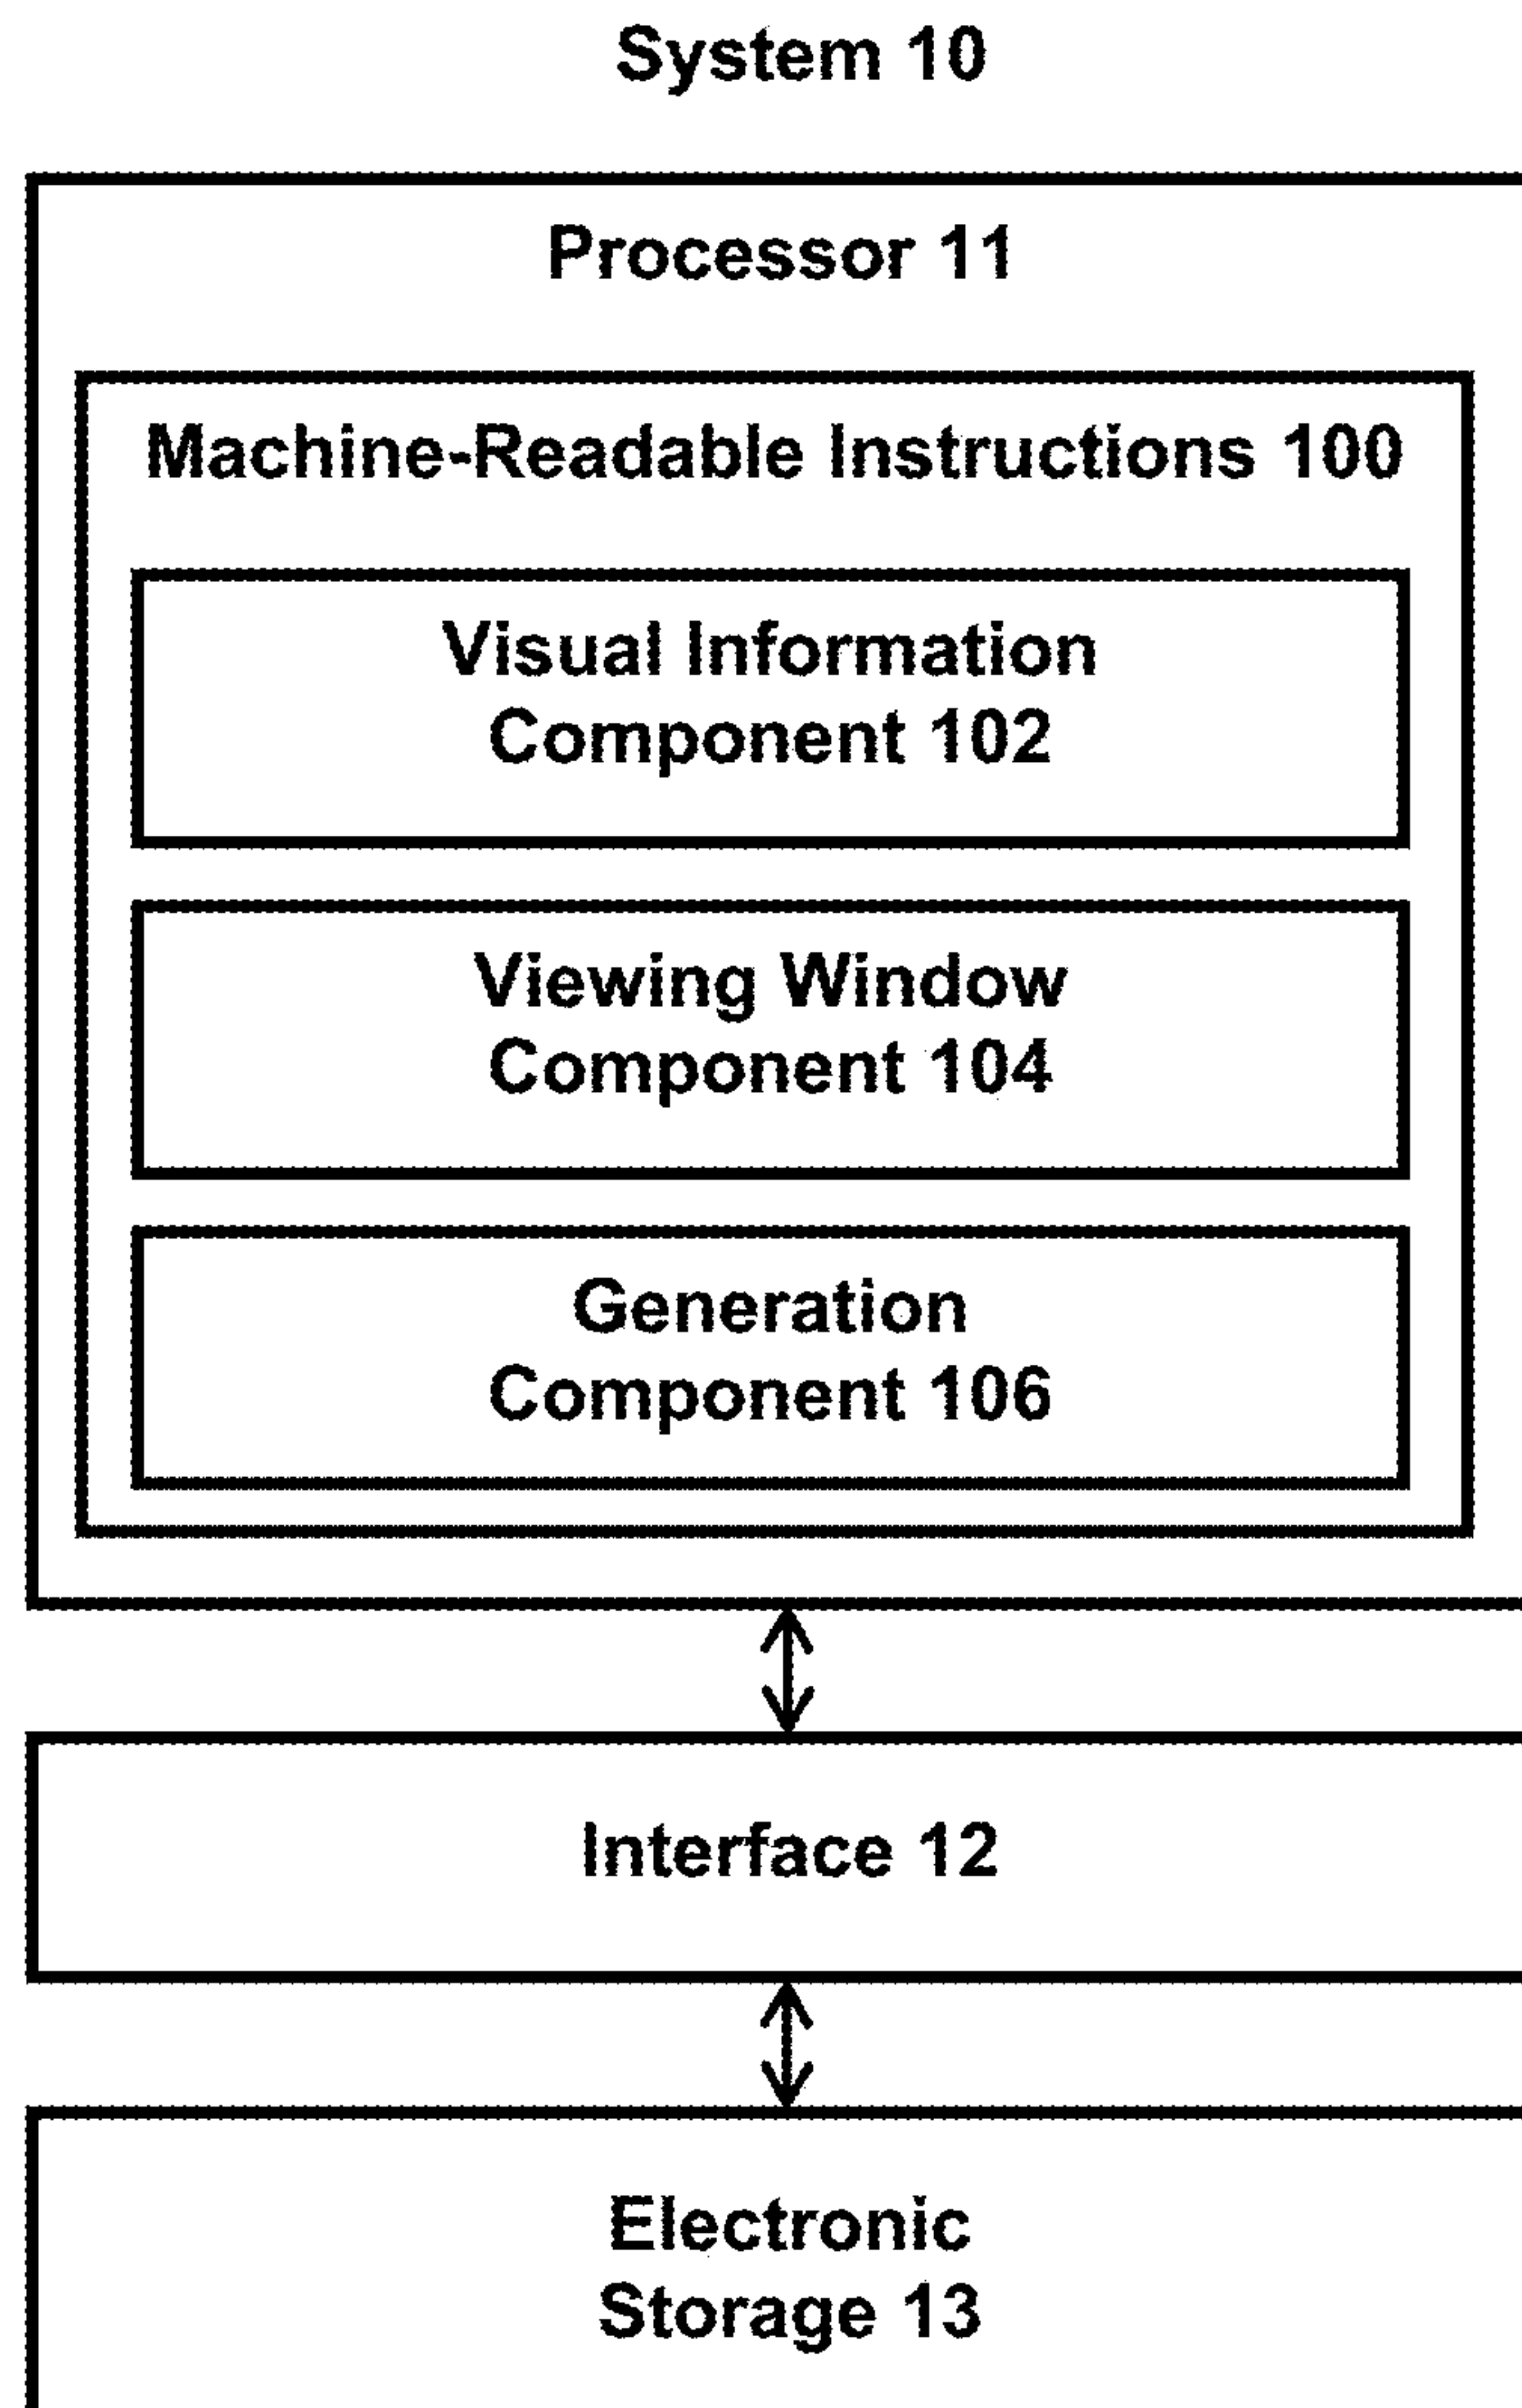 System 10
Processor 11
Machine-Readable Instructions 100
Visual Information
Component 102
Viewing Window
Component 104
Generation
Component 106
Interface 12
Electronic
Storage 13